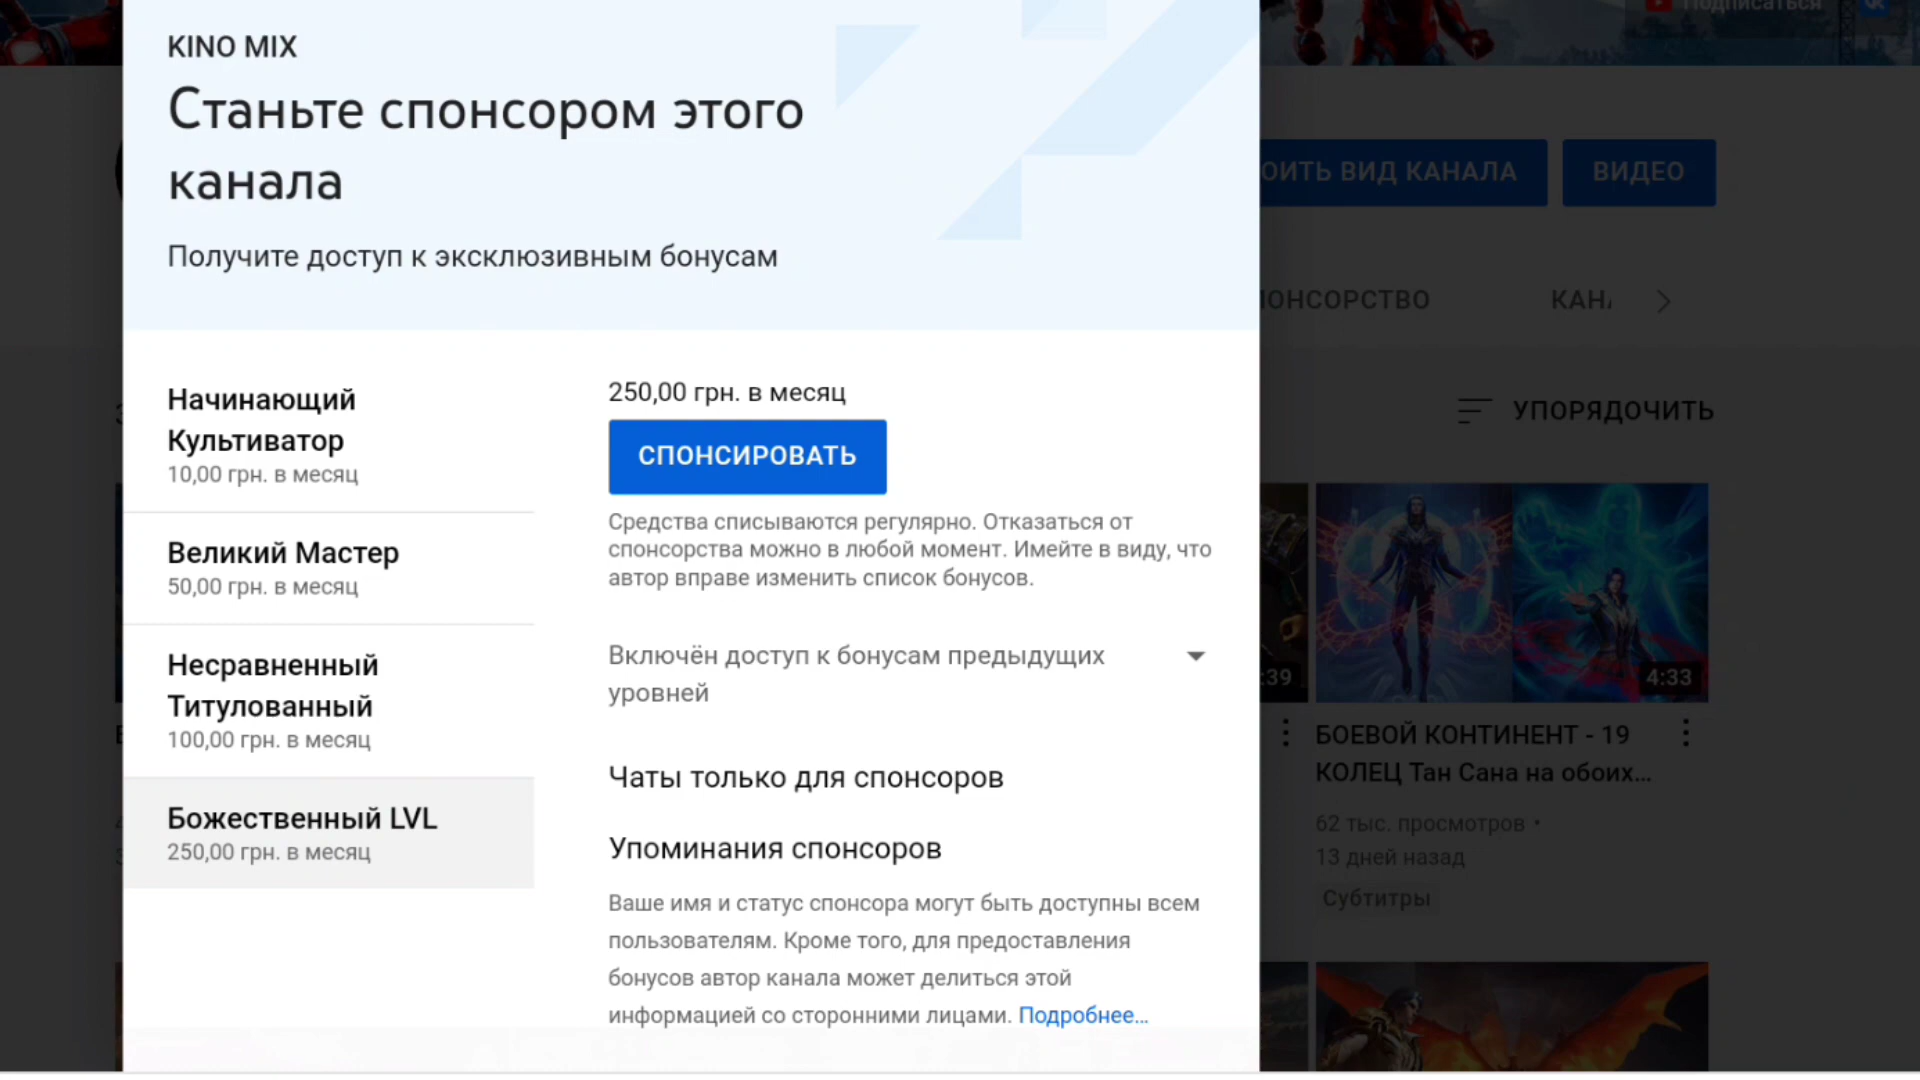 KINO MIX
Станьте спонсором этого
канала
Получите доступ к эксклюзивным бонусам
Начинающий
Культиватор
10,00 грн. в месяц
Великий Мастер
50,00 грн. в месяц
Несравненный
Титулованный
100,00 грн. в месяц
Божественный LVL
250,00 грн. в месяц
250,00 грн. в месяц
СПОНСИРОВАТЬ
Средства списываются регулярно. Отказаться от
спонсорства можно в любой момент. Имейте в виду, что
автор вправе изменить список бонусов.
Включён доступ к бонусам предыдущих
уровней
Чаты только для спонсоров
Упоминания спонсоров
Ваше имя и статус спонсора могут быть доступны всем
пользователям. Кроме того, для предоставления
бонусов автор канала может делиться этой
информацией со сторонними лицами. Подробнее...
Подписаться
ОИТЬ ВИД КАНАЛА
ВИДЕО
ОНСОРСТВО
КАН
УПОРЯДОЧИТЬ
:39
4:33
БОЕВОЙ КОНТИНЕНТ - 19
КОЛЕЦ Тан Сана на обоих...
62 тыс. просмотров •
13 дней назад
Субтитры